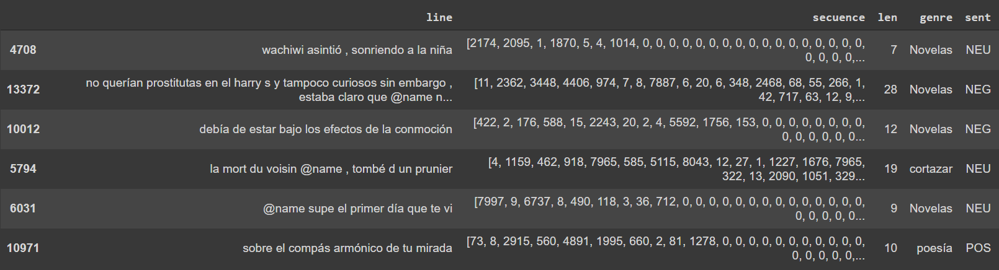 line secuence len genre sent
4708 wachiwi asintió , sonriendo a la niña [2174, 2095, 1, 1870, 5, 4, 1014, 0, 0, 0, 0, 0, 0, 0, 0, 0, 0, 0, 0, 0, 0, 0, 0, 0,
0, 0, 0, 0,... 7 Novelas NEU
13372 no querían prostitutas en el harry s y tampoco curiosos sin embargo ,
estaba claro que @name n... [11, 2362, 3448, 4406, 974, 7, 8, 7887, 6, 20, 6, 348, 2468, 68, 55, 266, 1,
42, 717, 63, 12, 9,... 28 Novelas NEG
10012 debía de estar bajo los efectos de la conmoción [422, 2, 176, 588, 15, 2243, 20, 2, 4, 5592, 1756, 153, 0, 0, 0, 0, 0, 0, 0, 0,
0, 0, 0, 0, 0, 0... 12 Novelas NEG
5794 la mort du voisin @name , tombé d un prunier [4, 1159, 462, 918, 7965, 585, 5115, 8043, 12, 27, 1, 1227, 1676, 7965,
322, 13, 2090, 1051, 329... 19 cortazar NEU
6031 @name supe el primer día que te vi [7997, 9, 6737, 8, 490, 118, 3, 36, 712, 0, 0, 0, 0, 0, 0, 0, 0, 0, 0, 0, 0, 0, 0,
0, 0, 0, 0, 0... 9 Novelas NEU
10971 sobre el compás armónico de tu mirada [73, 8, 2915, 560, 4891, 1995, 660, 2, 81, 1278, 0, 0, 0, 0, 0, 0, 0, 0, 0, 0, 0,
0, 0, 0, 0, 0,... 10 poesía POS